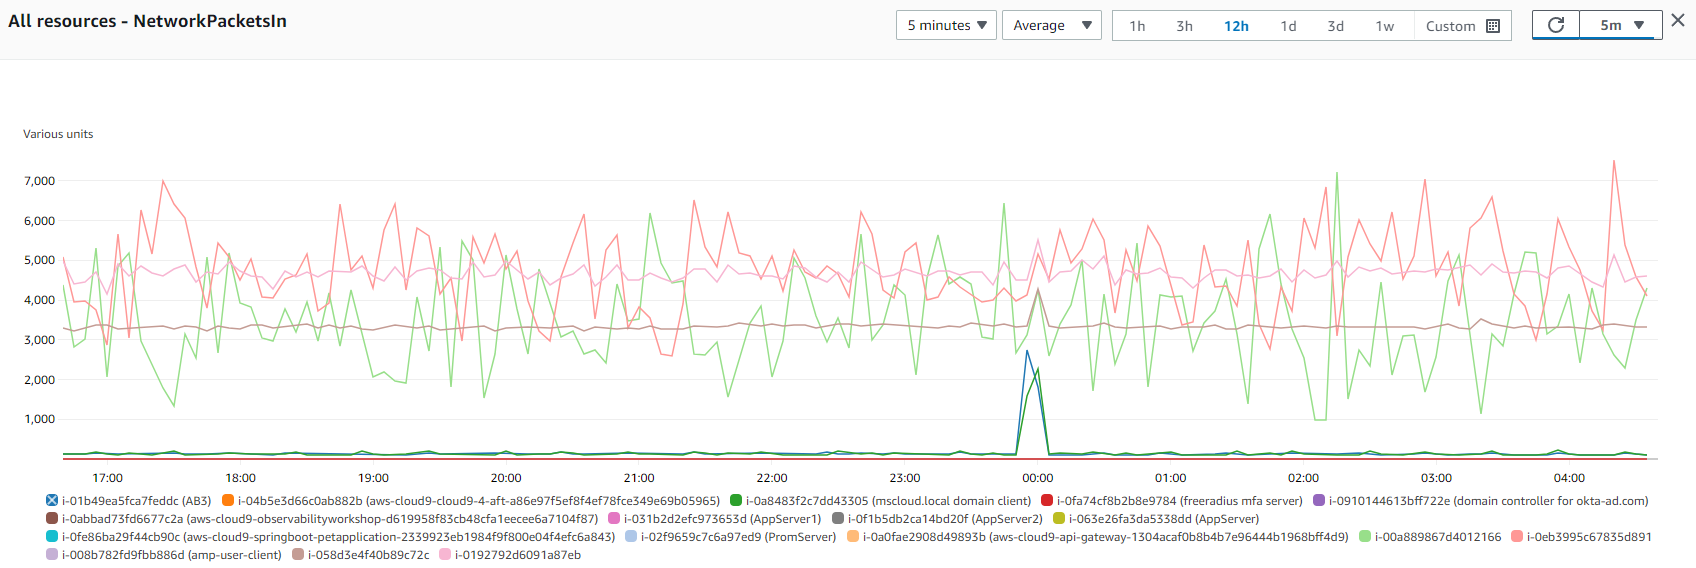 All resources - NetworkPacketsIn
5 minutes Average 1h 3h 12h 1d 3d 1w Custom 5m
Various units
7,000
6,000
5,000
4,000
3,000
2,000
1,000
17:00 18:00 19:00 20:00 21:00 22:00 23:00 00:00 01:00 02:00 03:00 04:00
i-01b49ea5fca7feddc (AB3) i-04b5e3d66c0ab882b (aws-cloud9-cloud9-4-aft-a86e97f5ef8f4ef78fce349e69b05965) i-0a8483f2c7dd43305 (mscloud.local domain client) i-0fa74cf8b2b8e9784 (freeradius mfa server) i-0910144613bff722e (domain controller for okta-ad.com)
i-0abbad73fd6677c2a (aws-cloud9-observabilityworkshop-d619958f83cb48cfa1eecee6a7104f87) i-031b2d2efc973653d (AppServer1) i-0f1b5db2ca14bd20f (AppServer2) i-063e26fa3da5338dd (AppServer)
i-0fe86ba29f44cb90c (aws-cloud9-springboot-petapplication-2339923eb1984f9f800e04f4efc6a843) i-02f9659c7c6a97ed9 (PromServer) i-0a0fae2908d49893b (aws-cloud9-api-gateway-1304acaf0b8b4b7e96444b1968bff4d9) i-00a889867d4012166 i-0eb3995c67835d891
i-008b782fd9fbb886d (amp-user-client) i-058d3e4f40b89c72c i-0192792d6091a87eb